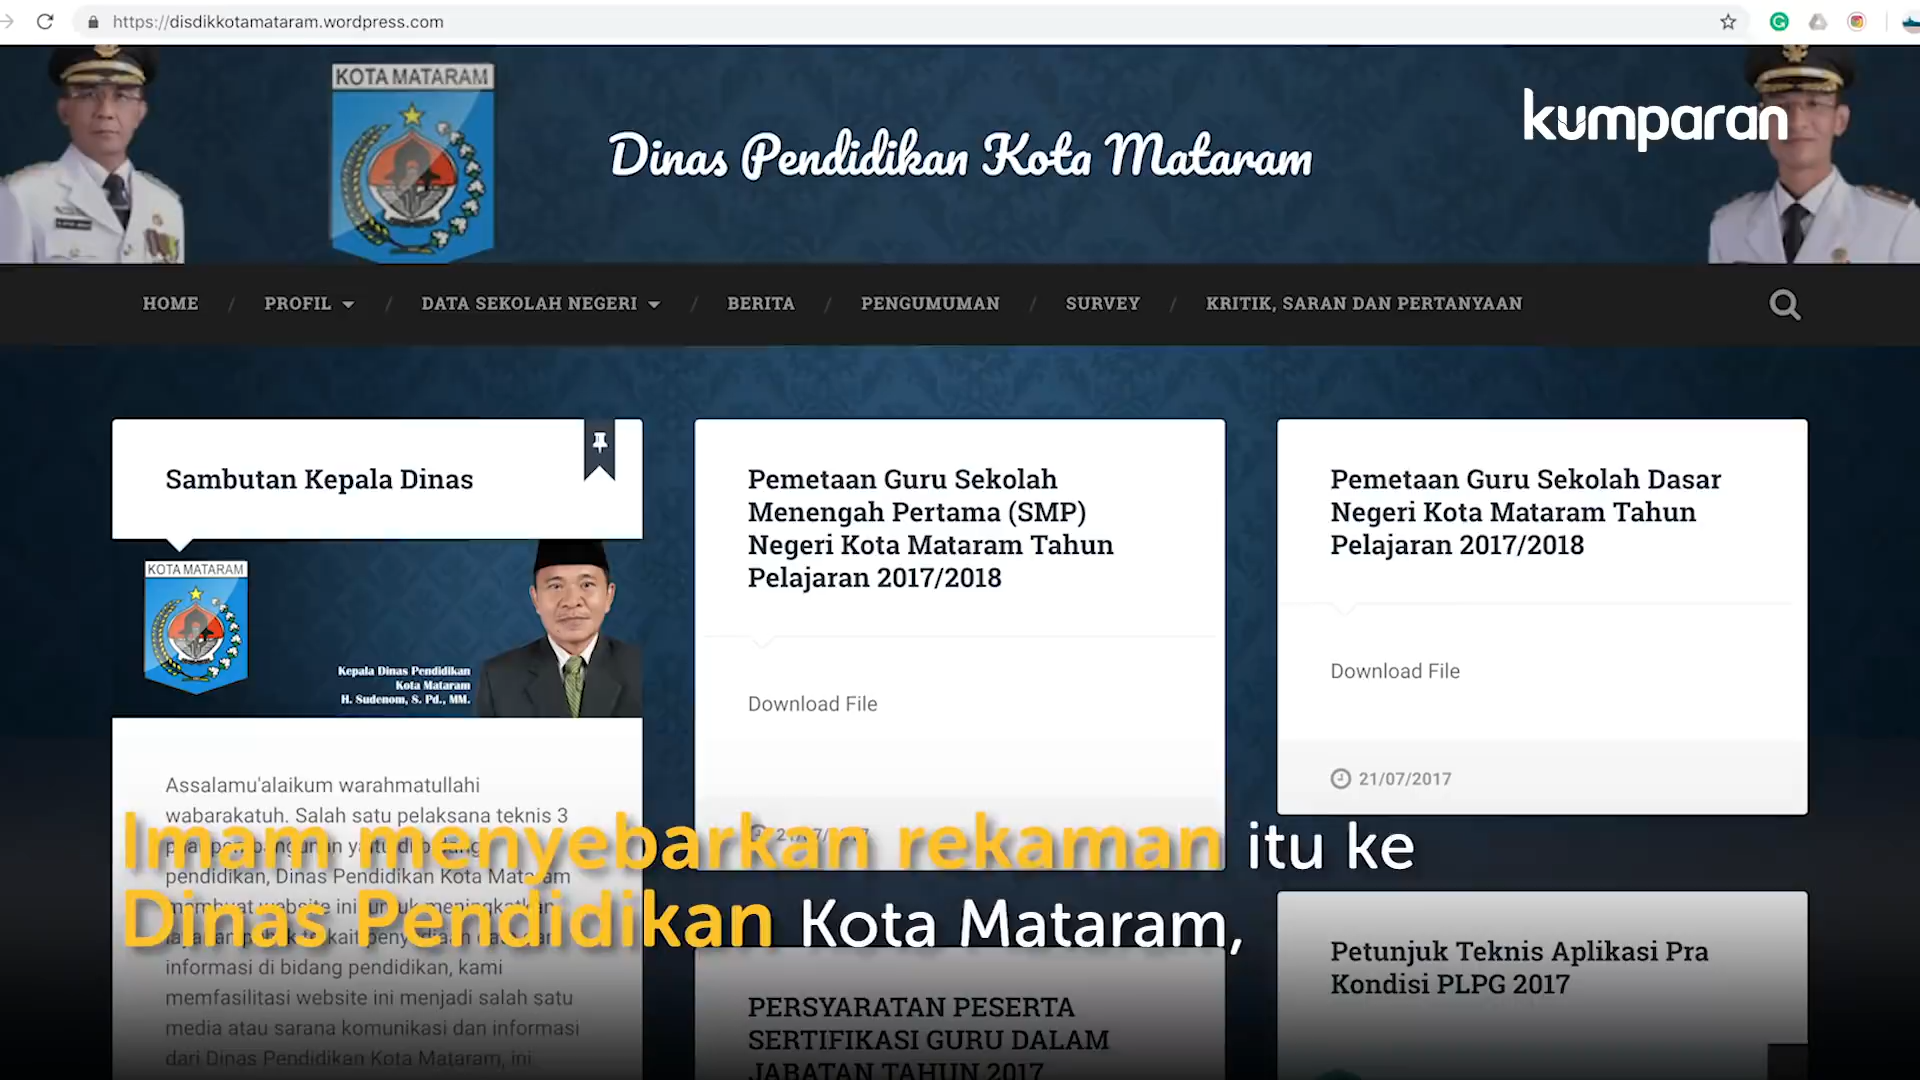 https://disdikkotamataram.wordpress.com
KOTA MATARAM
Dinas Pendidikan Kota Mataram
kumparan
HOME / PROFIL / DATA SEKOLAH NEGERI / BERITA / PENGUMUMAN / SURVEY / KRITIK, SARAN DAN PERTANYAAN
Sambutan Kepala Dinas
KOTA MATARAM
Kepala Dinas Pendidikan
Kota Mataram
H. Sudenom, S. Pd., MM.
Assalamu'alaikum warahmatullahi
wabarakatuh. Salah satu pelaksana teknis 3
pendidikan, Dinas Pendidikan Kota Mataram
informasi di bidang pendidikan, kami
memfasilitasi website ini menjadi salah satu
media atau sarana komunikasi dan informasi
dari Dinas Pendidikan Kota Mataram, ini
Pemetaan Guru Sekolah
Menengah Pertama (SMP)
Negeri Kota Mataram Tahun
Pelajaran 2017/2018
Download File
Pemetaan Guru Sekolah Dasar
Negeri Kota Mataram Tahun
Pelajaran 2017/2018
Download File
21/07/2017
Imam menyebarkan rekaman itu ke
Dinas Pendidikan Kota Mataram,
PERSYARATAN PESERTA
SERTIFIKASI GURU DALAM
JABATAN TAHUN 2017
Petunjuk Teknis Aplikasi Pra
Kondisi PLPG 2017